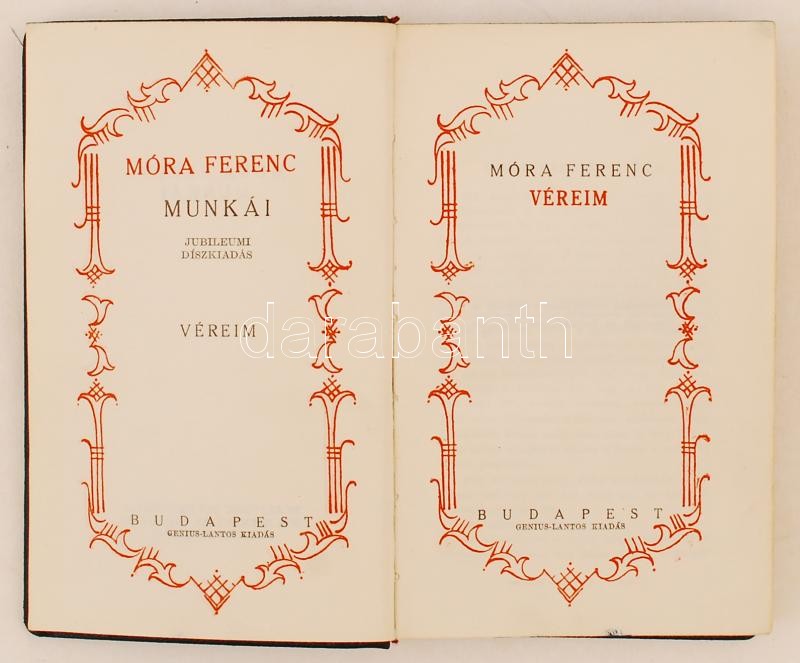 MÓRA FERENC
MUNKÁI
JUBILEUMI
DÍSZKIADÁS
VÉREIM
BUDAPEST
GENIUS-LANTOS KIADÁS
MÓRA FERENC
VÉREIM
BUDAPEST
GENIUS-LANTOS KIADÁS
darabanth